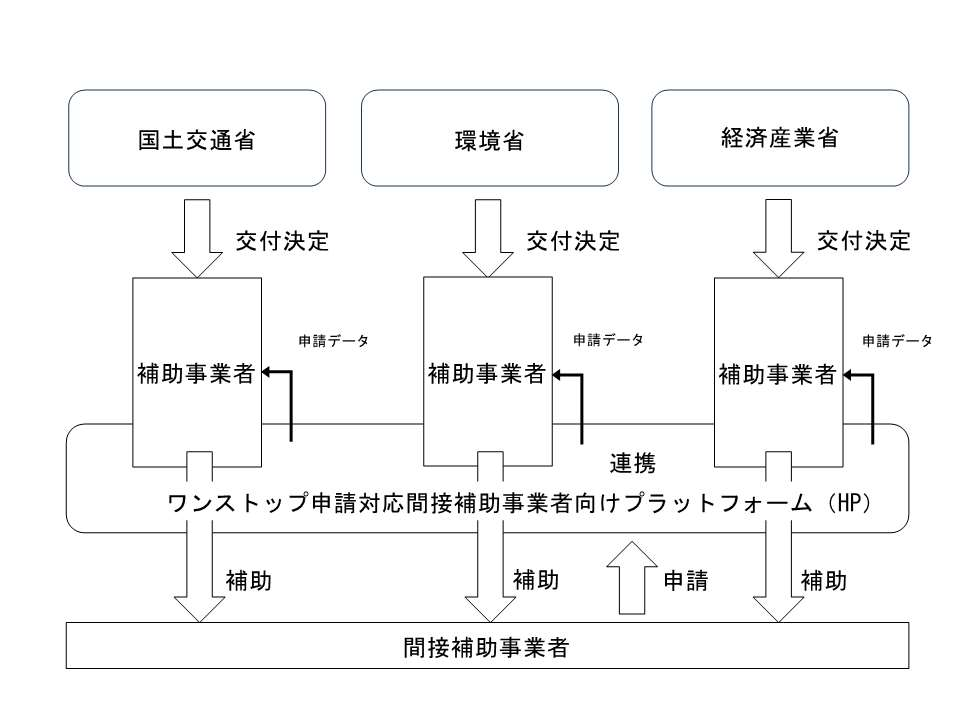 国土交通省
環境省
経済産業省
交付決定
交付決定
交付決定
申請データ
申請データ
申請データ
補助事業者
補助事業者
補助事業者
連携
ワンストップ申請対応間接補助事業者向けプラットフォーム（HP）
補助
補助
申請
補助
間接補助事業者